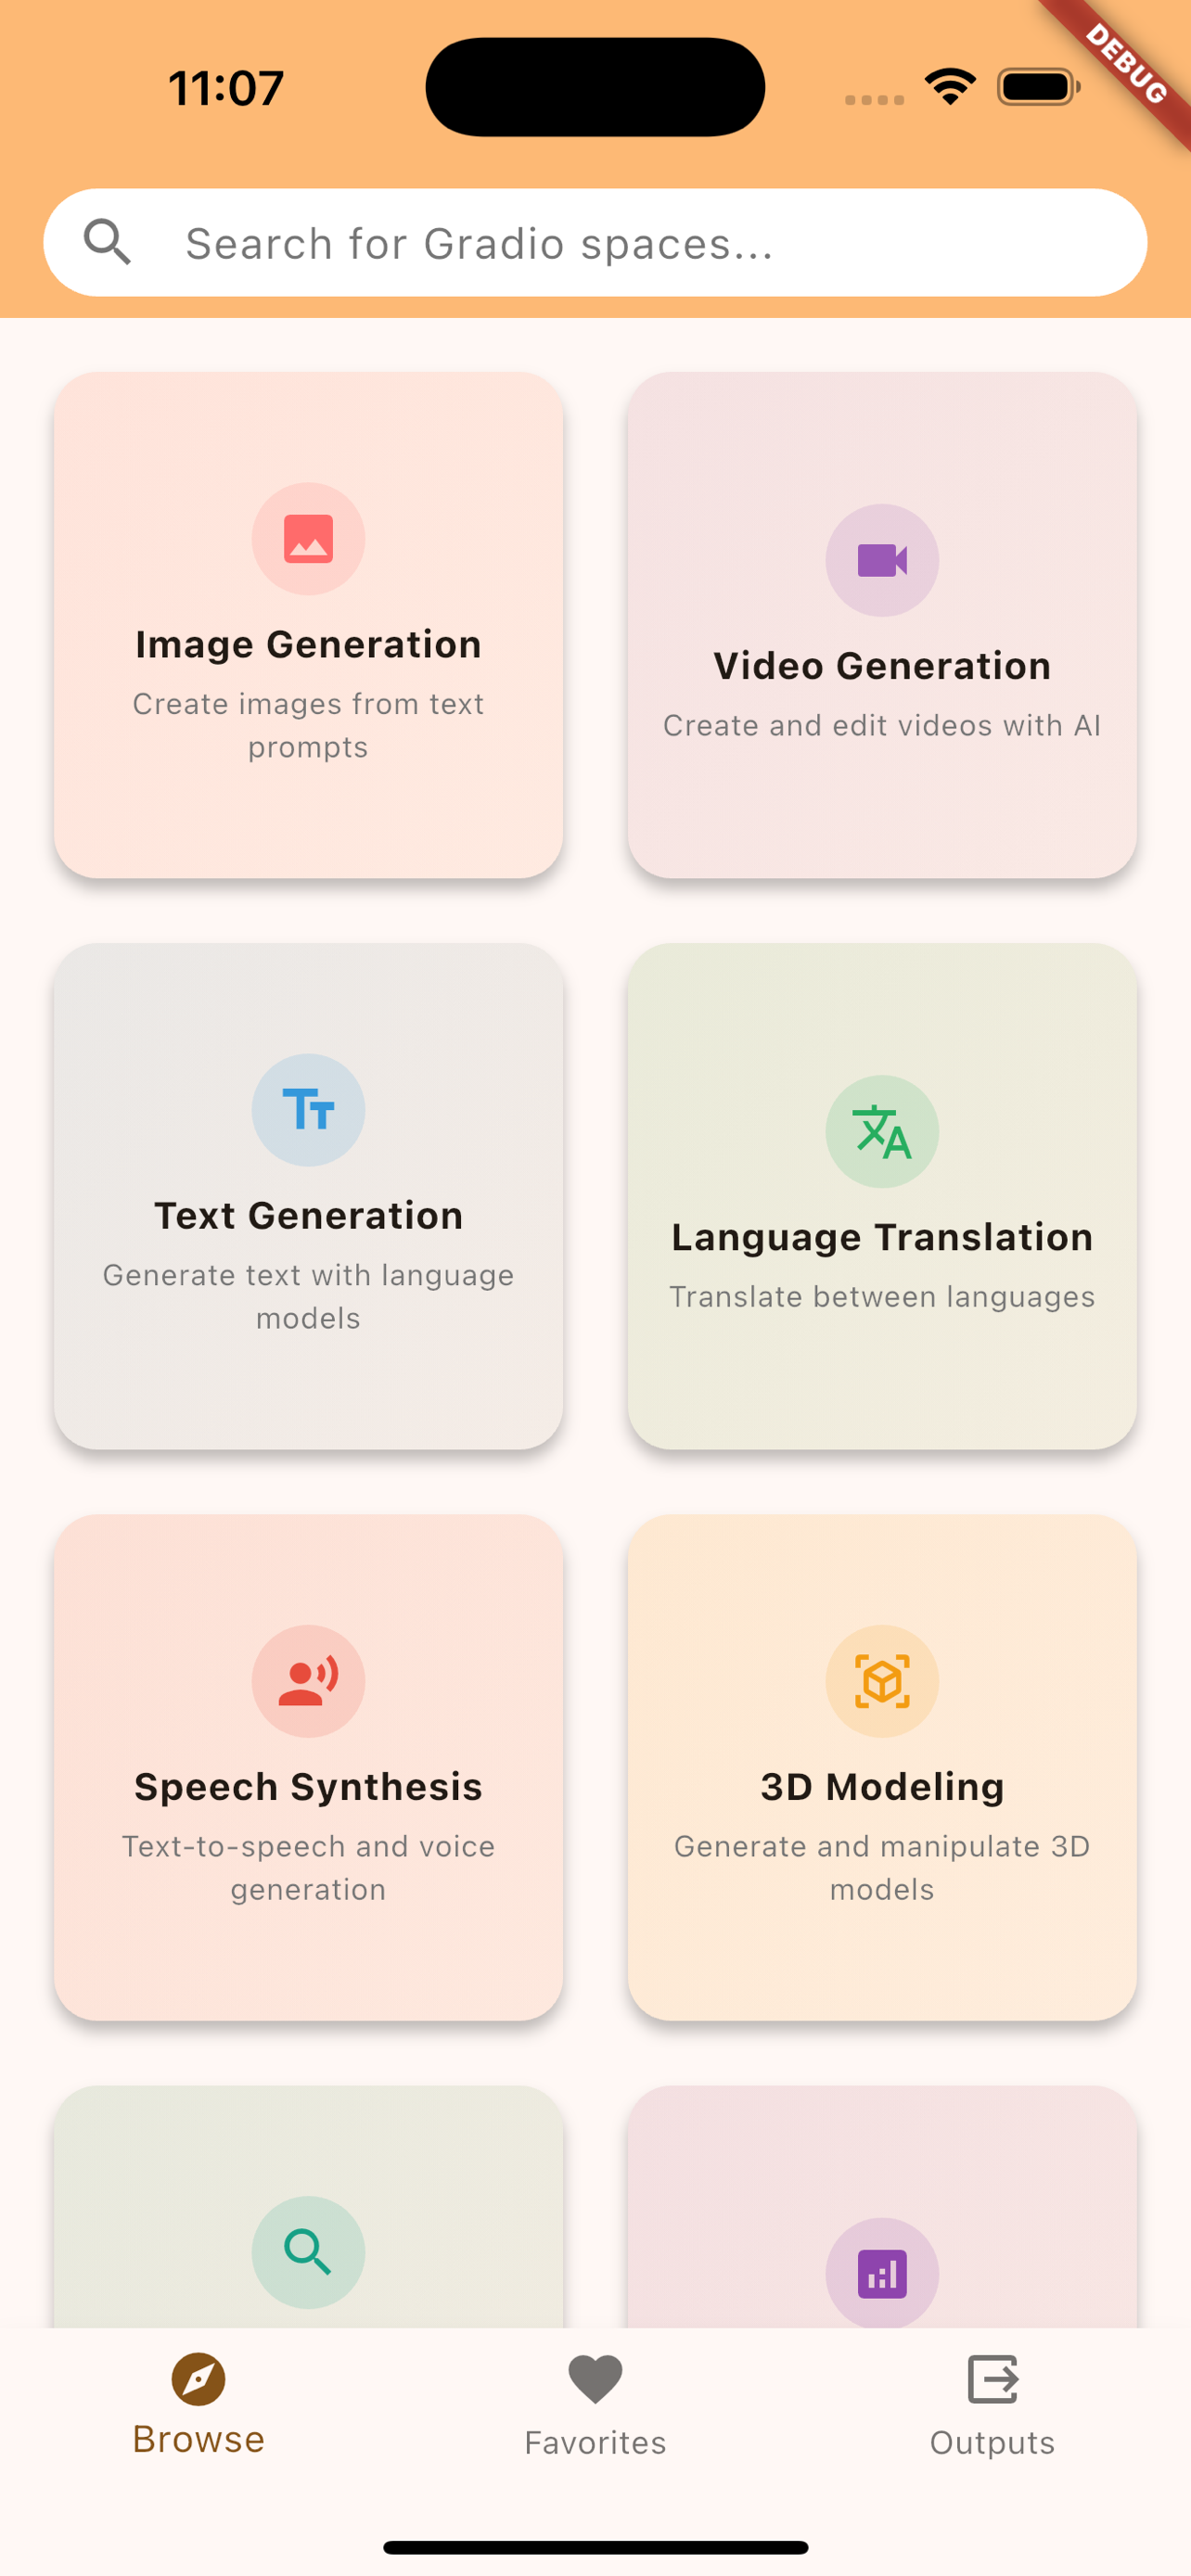 11:07
DEBUG
Search for Gradio spaces...
Image Generation
Create images from text
prompts
Video Generation
Create and edit videos with AI
Text Generation
Generate text with language
models
Language Translation
Translate between languages
Speech Synthesis
Text-to-speech and voice
generation
3D Modeling
Generate and manipulate 3D
models
Browse
Favorites
Outputs